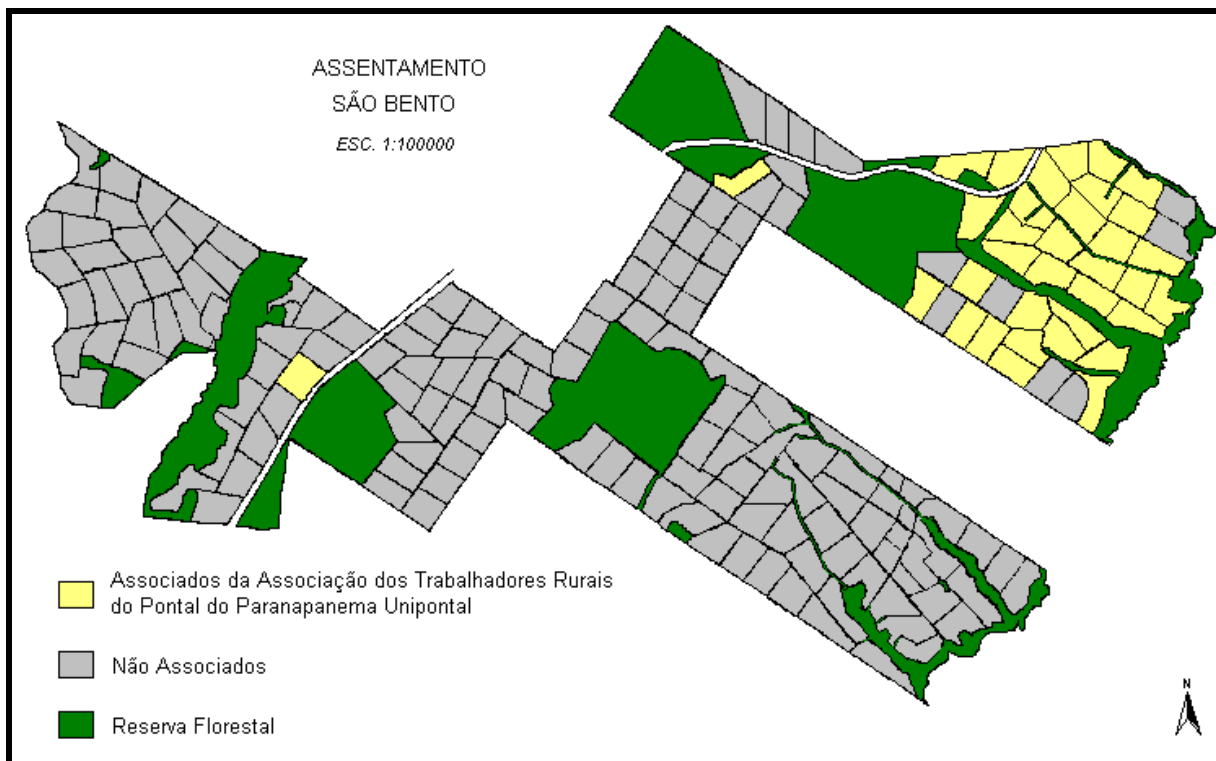 ASSENTAMENTO
SÃO BENTO
ESC. 1:100000
Associados da Associação dos Trabalhadores Rurais
do Pontal do Paranapanema Unipontal
Não Associados
Reserva Florestal
N